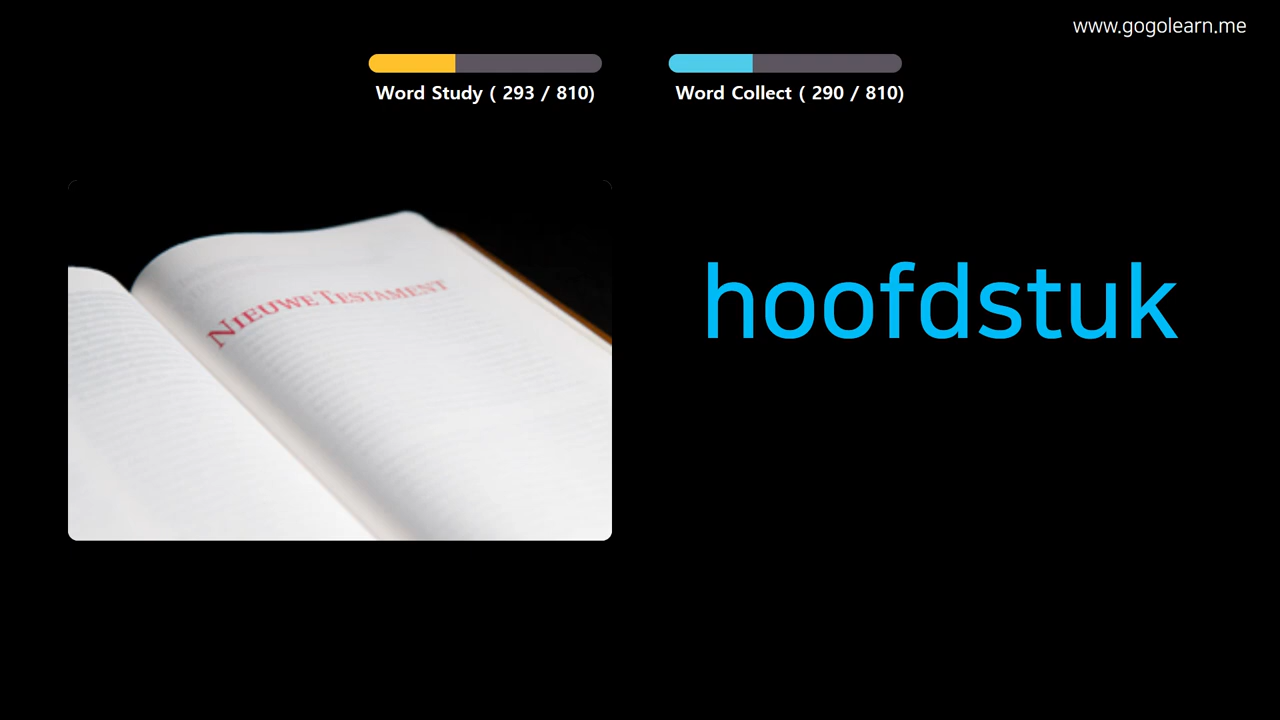 www.gogolearn.me
Word Study ( 293 / 810)
Word Collect ( 290 / 810)
NIEUWE TESTAMENT
hoofdstuk